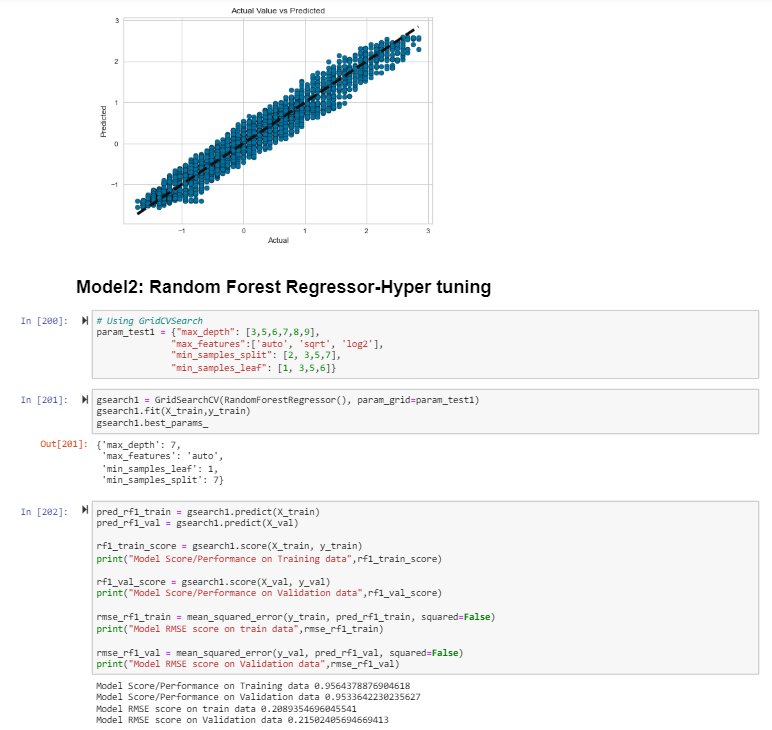 Actual Value vs Predicted
3
2
1
0
−1
Predicted
−1 0 1 2 3
Actual
Model2: Random Forest Regressor-Hyper tuning
In [200]:
# Using GridCVSearch
param_test1 = {"max_depth": [3,5,6,7,8,9],
"max_features":['auto', 'sqrt', 'log2'],
"min_samples_split": [2, 3,5,7],
"min_samples_leaf": [1, 3,5,6]}
In [201]:
gsearch1 = GridSearchCV(RandomForestRegressor(), param_grid=param_test1)
gsearch1.fit(X_train,y_train)
gsearch1.best_params_
Out[201]: {'max_depth': 7,
'max_features': 'auto',
'min_samples_leaf': 1,
'min_samples_split': 7}
In [202]:
pred_rf1_train = gsearch1.predict(X_train)
pred_rf1_val = gsearch1.predict(X_val)
rf1_train_score = gsearch1.score(X_train, y_train)
print("Model Score/Performance on Training data",rf1_train_score)
rf1_val_score = gsearch1.score(X_val, y_val)
print("Model Score/Performance on Validation data",rf1_val_score)
rmse_rf1_train = mean_squared_error(y_train, pred_rf1_train, squared=False)
print("Model RMSE score on train data",rmse_rf1_train)
rmse_rf1_val = mean_squared_error(y_val, pred_rf1_val, squared=False)
print("Model RMSE score on Validation data",rmse_rf1_val)
Model Score/Performance on Training data 0.9564378876904618
Model Score/Performance on Validation data 0.9533642230235627
Model RMSE score on train data 0.2089354696045541
Model RMSE score on Validation data 0.21502405694669413